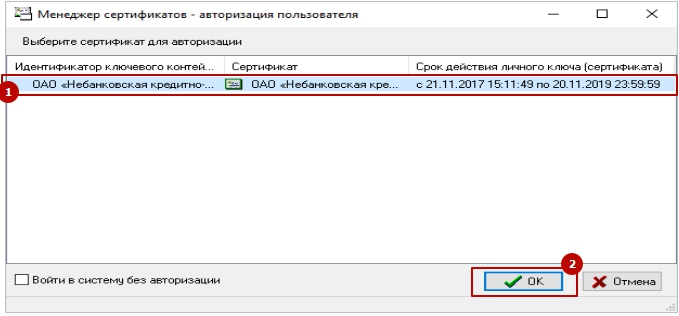 Менеджер сертификатов - авторизация пользователя
Выберите сертификат для авторизации
Идентификатор ключевого контей... Сертификат Срок действия личного ключа (сертификата)
1 ОАО «Небанковская кредитно-... ОАО «Небанковская кре... с 21.11.2017 15:11:49 по 20.11.2019 23:59:59
2
Войти в систему без авторизации OK Отмена